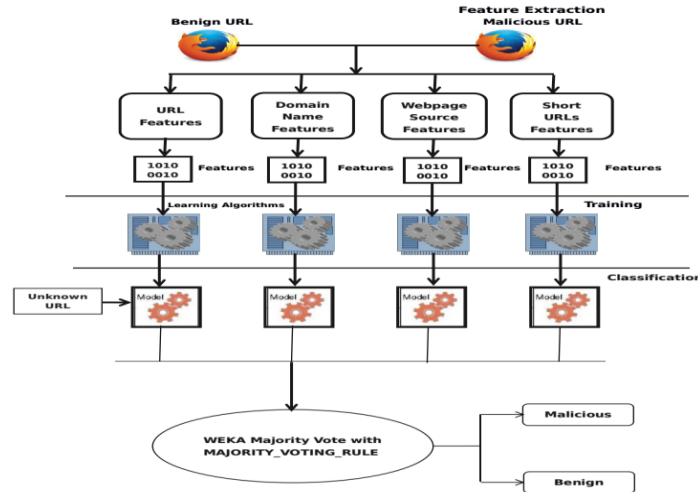 Feature Extraction
Benign URL
Malicious URL
URL
Features
Domain
Name
Features
Webpage
Source
Features
Short
URLs
Features
1010
0010
Features
1010
0010
Features
1010
0010
Features
1010
0010
Features
Learning Algorithms
Training
Classification
Unknown
URL
Model
Model
Model
Model
WEKA Majority Vote with
MAJORITY_VOTING_RULE
Malicious
Benign